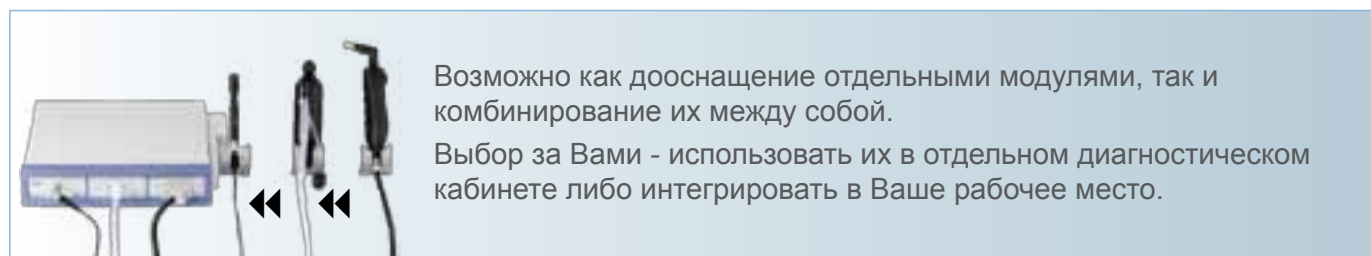 Возможно как дооснащение отдельными модулями, так и
комбинирование их между собой.
Выбор за Вами - использовать их в отдельном диагностическом
кабинете либо интегрировать в Ваше рабочее место.